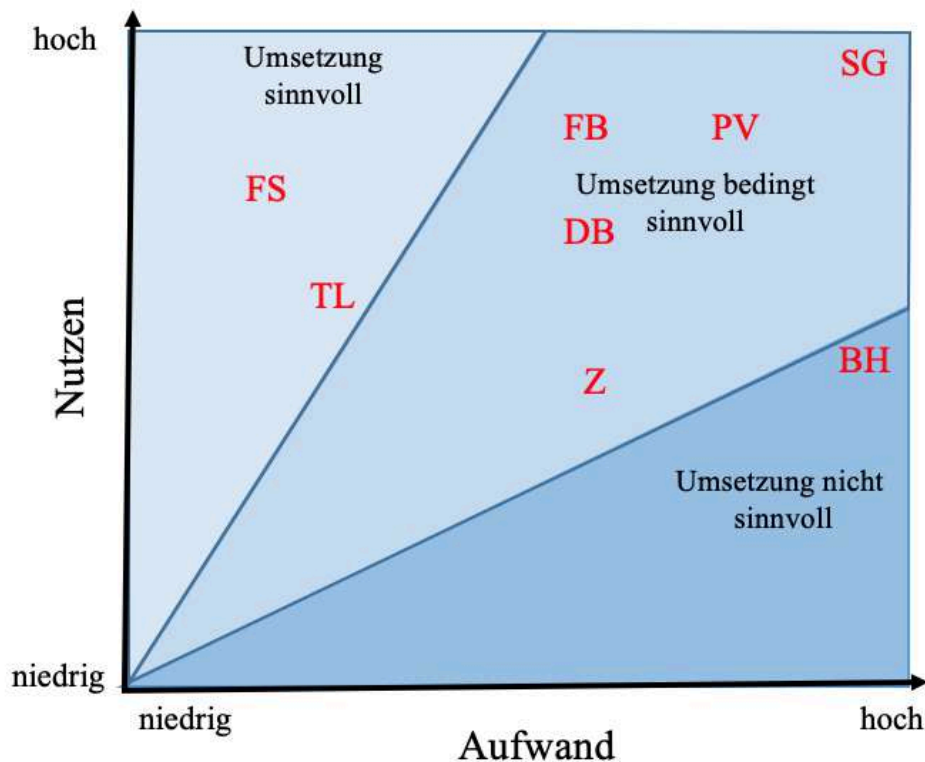 hoch
Umsetzung
sinnvoll
SG
FB
PV
FS
Umsetzung bedingt
sinnvoll
DB
TL
Nutzen
BH
Z
Umsetzung nicht
sinnvoll
niedrig
niedrig
hoch
Aufwand